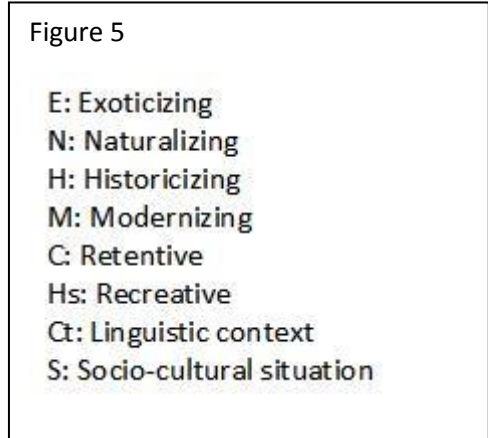 Figure 5
E: Exoticizing
N: Naturalizing
H: Historicizing
M: Modernizing
C: Retentive
Hs: Recreative
Ct: Linguistic context
S: Socio-cultural situation